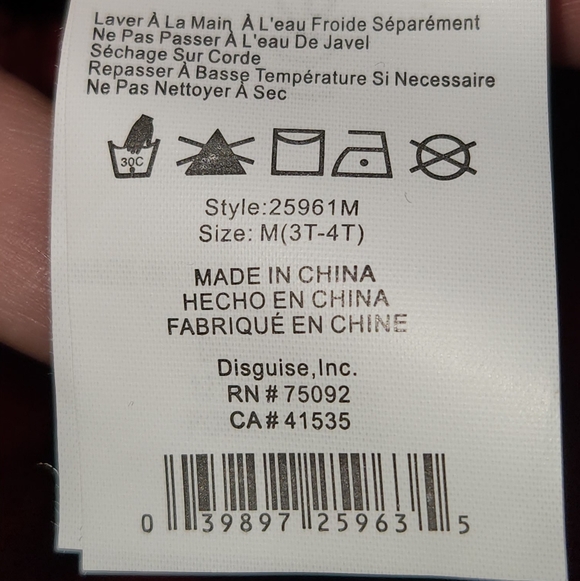 Laver À La Main À L'eau Froide Séparément
Ne Pas Passer À L'eau De Javel
Séchage Sur Corde
Repasser À Basse Température Si Necessaire
Ne Pas Nettoyer À Sec
30C
Style:25961M
Size: M(3T-4T)
MADE IN CHINA
HECHO EN CHINA
FABRIQUÉ EN CHINE
Disguise,Inc.
RN # 75092
CA # 41535
0 39897 25963 5